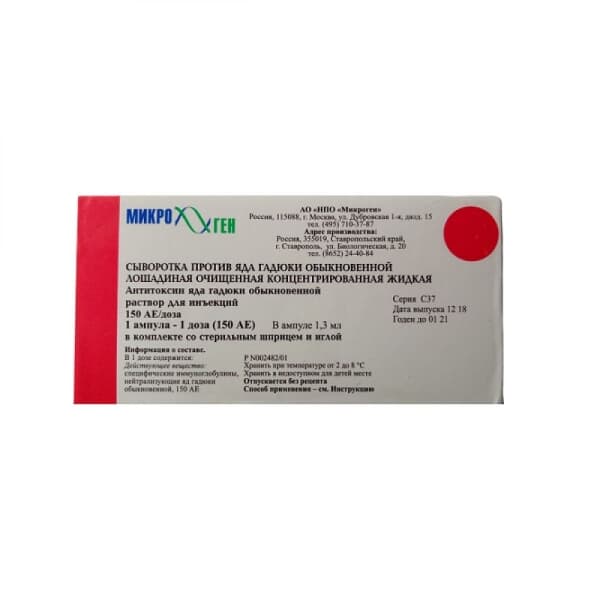 МИКРО ГЕН
АО «НПО «Микроген»
Россия, 115088, г. Москва, ул. Дубровская 1-я, двлд. 15
тел. (495) 710-37-87
Адрес производства:
Россия, 355019, Ставропольский край,
г. Ставрополь, ул. Биологическая, д. 20
тел. (8652) 24-40-84
СЫВОРОТКА ПРОТИВ ЯДА ГАДЮКИ ОБЫКНОВЕННОЙ
ЛОШАДИНАЯ ОЧИЩЕННАЯ КОНЦЕНТРИРОВАННАЯ ЖИДКАЯ
Антитоксин яда гадюки обыкновенной
раствор для инъекций
150 АЕ/доза
1 ампула - 1 доза (150 АЕ) В ампуле 1,3 мл
в комплекте со стерильным шприцем и иглой
Серия С37
Дата выпуска 12 18
Годен до 01 21
Информация о составе.
В 1 дозе содержится:
Действующее вещество:
специфические иммуноглобулины,
нейтрализующие яд гадюки
обыкновенной, 150 АЕ
Р N002482/01
Хранить при температуре от 2 до 8 °С
Хранить в недоступном для детей месте
Отпускается без рецепта
Способ применения – см. Инструкцию